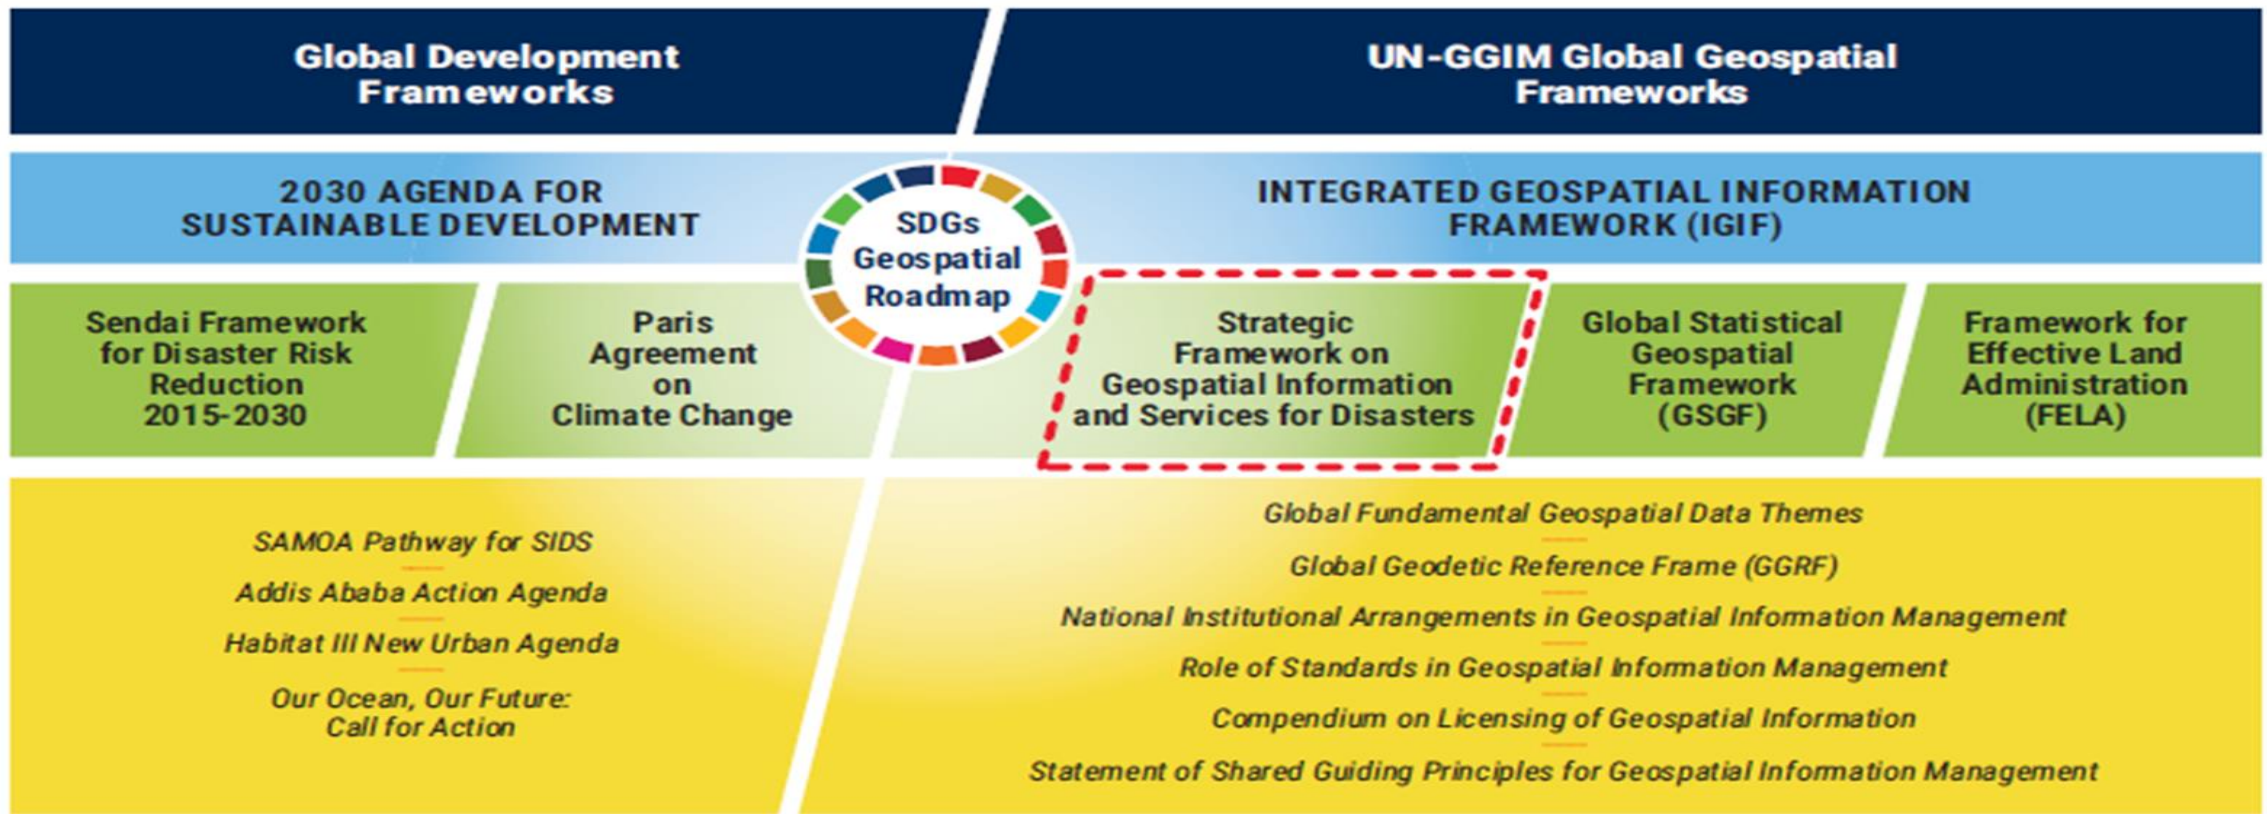 Global Development
Frameworks
UN-GGIM Global Geospatial
Frameworks
2030 AGENDA FOR
SUSTAINABLE DEVELOPMENT
SDGs
Geospatial
Roadmap
INTEGRATED GEOSPATIAL INFORMATION
FRAMEWORK (IGIF)
Sendai Framework
for Disaster Risk
Reduction
2015-2030
Paris
Agreement
on
Climate Change
Strategic
Framework on
Geospatial Information
and Services for Disasters
Global Statistical
Geospatial
Framework
(GSGF)
Framework for
Effective Land
Administration
(FELA)
SAMOA Pathway for SIDS
Addis Ababa Action Agenda
Habitat III New Urban Agenda
Our Ocean, Our Future:
Call for Action
Global Fundamental Geospatial Data Themes
Global Geodetic Reference Frame (GGRF)
National Institutional Arrangements in Geospatial Information Management
Role of Standards in Geospatial Information Management
Compendium on Licensing of Geospatial Information
Statement of Shared Guiding Principles for Geospatial Information Management